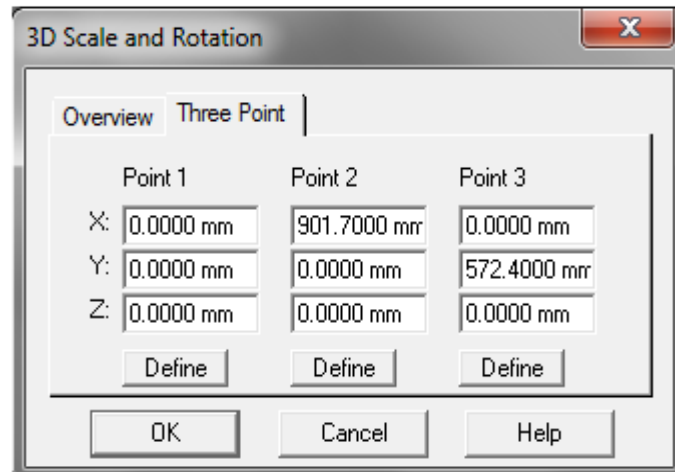 3D Scale and Rotation
Overview Three Point
Point 1 Point 2 Point 3
X: 0.0000 mm 901.7000 mm 0.0000 mm
Y: 0.0000 mm 0.0000 mm 572.4000 mm
Z: 0.0000 mm 0.0000 mm 0.0000 mm
Define Define Define
OK Cancel Help